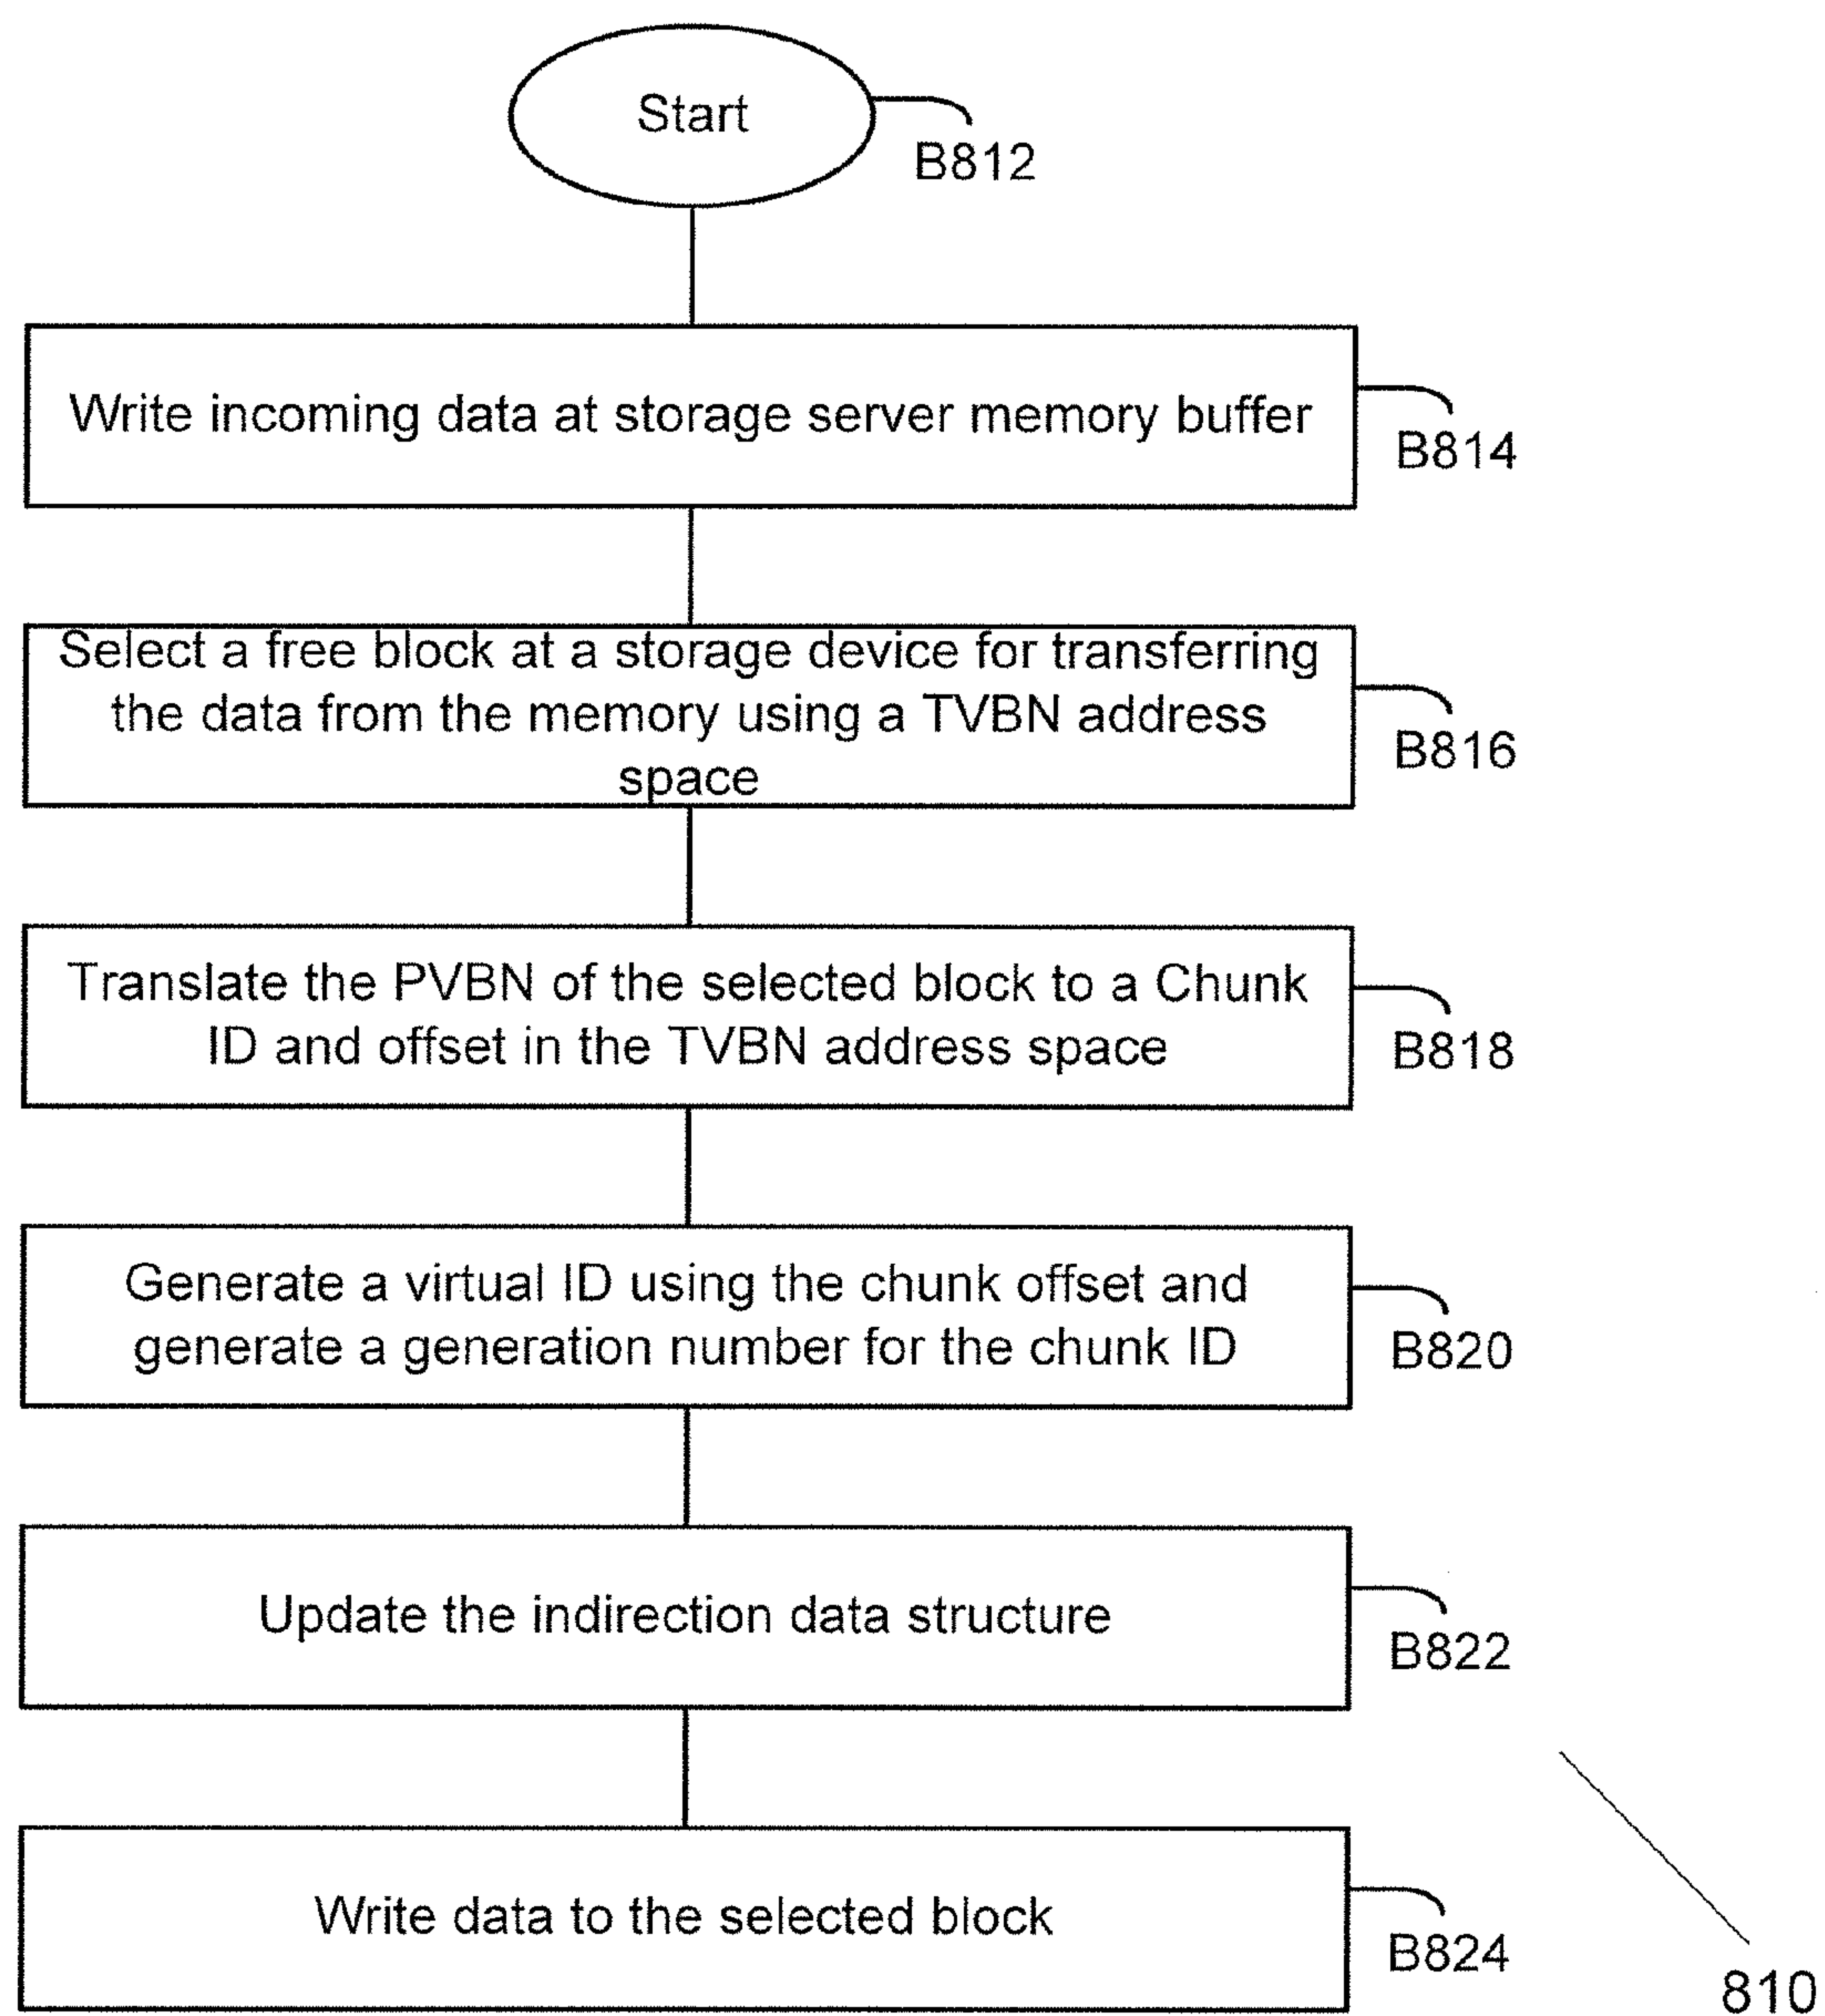 Start
B812
Write incoming data at storage server memory buffer
B814
Select a free block at a storage device for transferring
the data from the memory using a TVBN address
space
B816
Translate the PVBN of the selected block to a Chunk
ID and offset in the TVBN address space
B818
Generate a virtual ID using the chunk offset and
generate a generation number for the chunk ID
B820
Update the indirection data structure
B822
Write data to the selected block
B824
810